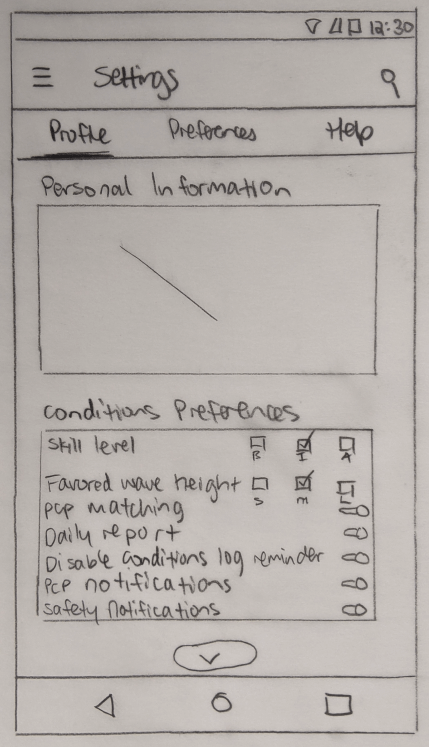 12:30
Settings
Profile Preferences Help
Personal Information
Conditions Preferences
Skill level
B I A
Favored wave height
S M L
PCP matching
Daily report
Disable conditions log reminder
PCP notifications
Safety notifications